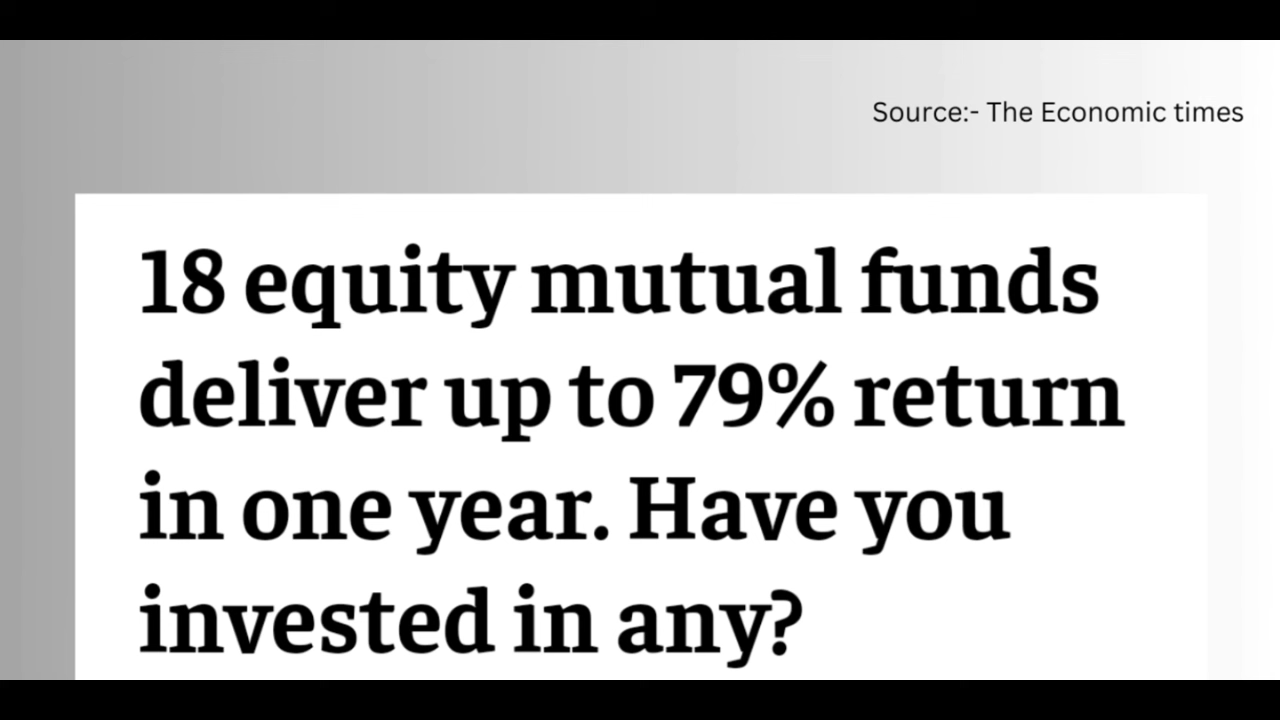 Source:- The Economic times
18 equity mutual funds
deliver up to 79% return
in one year. Have you
invested in any?